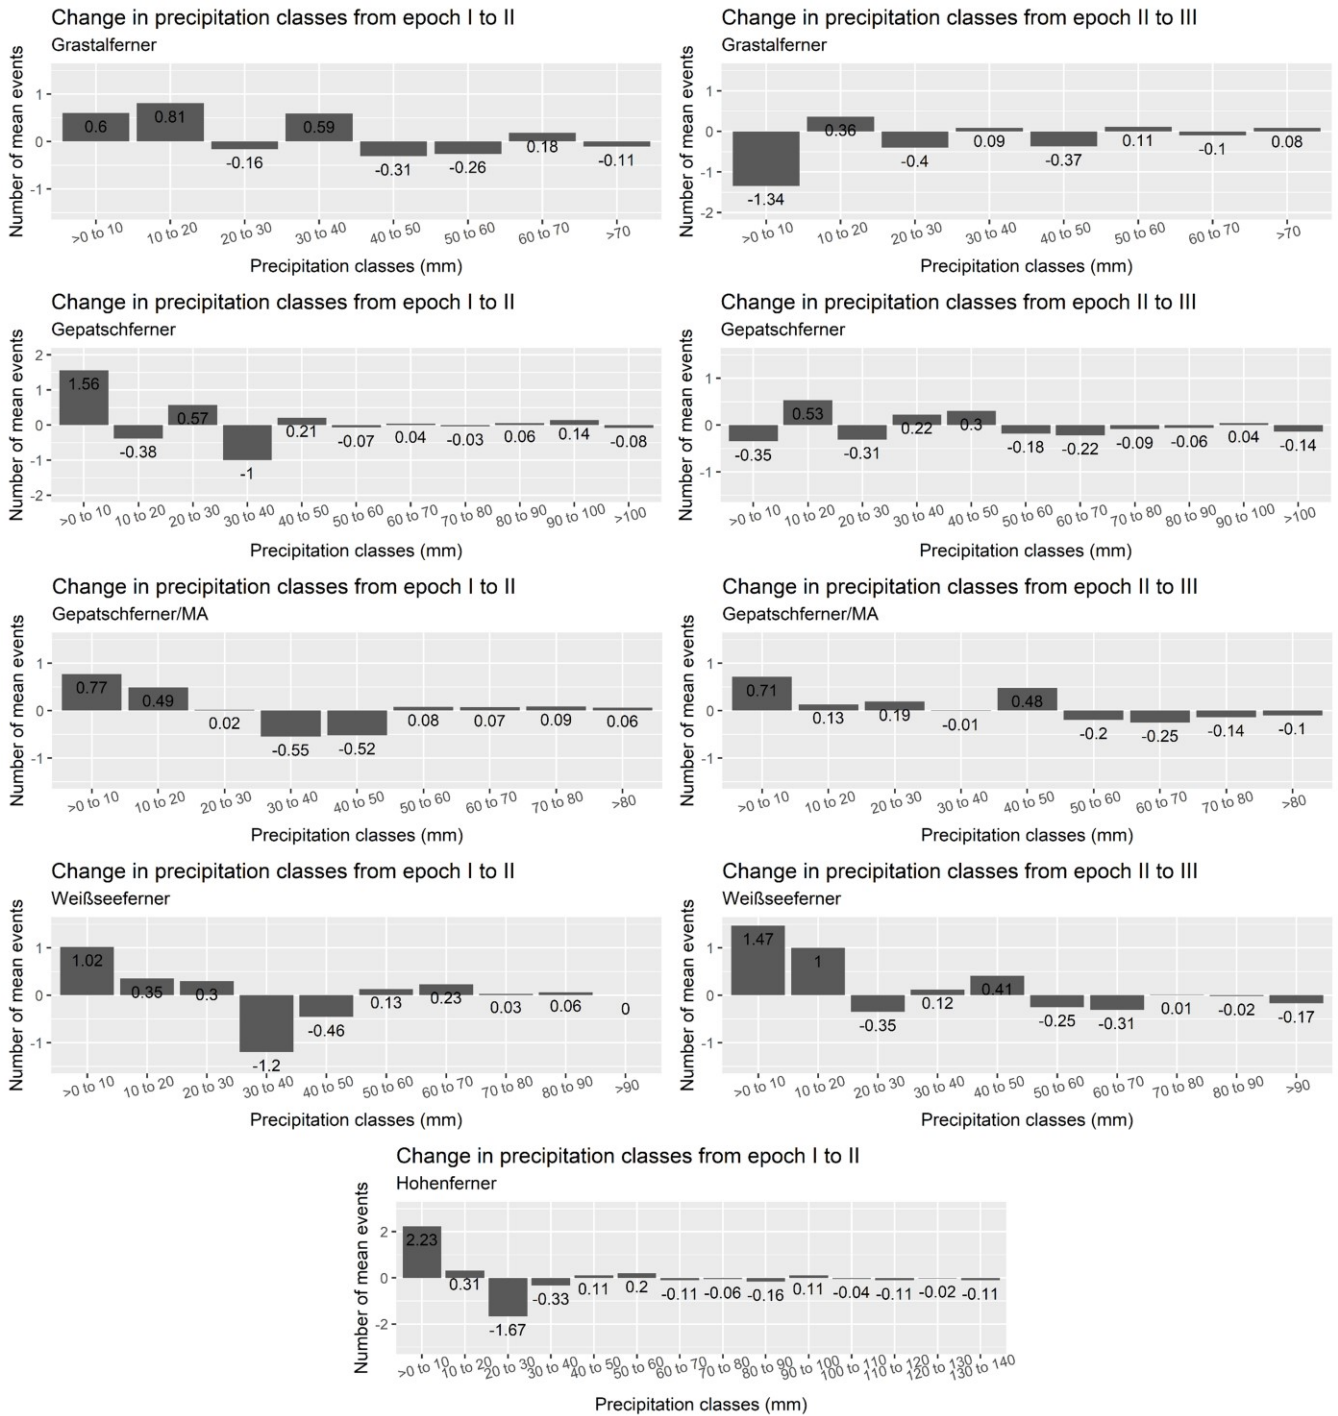 Change in precipitation classes from epoch I to II
Grastalferner
Number of mean events
1
0
-1
0.6 0.81 -0.16 0.59 -0.31 -0.26 0.18 -0.11
>0 to 10 10 to 20 20 to 30 30 to 40 40 to 50 50 to 60 60 to 70 >70
Precipitation classes (mm)
Change in precipitation classes from epoch II to III
Grastalferner
Number of mean events
1
0
-1
-2
-1.34 0.36 -0.4 0.09 -0.37 0.11 -0.1 0.08
>0 to 10 10 to 20 20 to 30 30 to 40 40 to 50 50 to 60 60 to 70 >70
Precipitation classes (mm)
Change in precipitation classes from epoch I to II
Gepatschferner
Number of mean events
2
1
0
-1
-2
1.56 -0.38 0.57 -1 0.21 -0.07 0.04 -0.03 0.06 0.14 -0.08
>0 to 10 10 to 20 20 to 30 30 to 40 40 to 50 50 to 60 60 to 70 70 to 80 80 to 90 90 to 100 >100
Precipitation classes (mm)
Change in precipitation classes from epoch II to III
Gepatschferner
Number of mean events
1
0
-1
-0.35 0.53 -0.31 0.22 0.3 -0.18 -0.22 -0.09 -0.06 0.04 -0.14
>0 to 10 10 to 20 20 to 30 30 to 40 40 to 50 50 to 60 60 to 70 70 to 80 80 to 90 90 to 100 >100
Precipitation classes (mm)
Change in precipitation classes from epoch I to II
Gepatschferner/MA
Number of mean events
1
0
-1
0.77 0.49 0.02 -0.55 -0.52 0.08 0.07 0.09 0.06
>0 to 10 10 to 20 20 to 30 30 to 40 40 to 50 50 to 60 60 to 70 70 to 80 >80
Precipitation classes (mm)
Change in precipitation classes from epoch II to III
Gepatschferner/MA
Number of mean events
1
0
-1
0.71 0.13 0.19 -0.01 0.48 -0.2 -0.25 -0.14 -0.1
>0 to 10 10 to 20 20 to 30 30 to 40 40 to 50 50 to 60 60 to 70 70 to 80 >80
Precipitation classes (mm)
Change in precipitation classes from epoch I to II
Weißseeferner
Number of mean events
1
0
-1
1.02 0.35 0.3 -1.2 -0.46 0.13 0.23 0.03 0.06 0
>0 to 10 10 to 20 20 to 30 30 to 40 40 to 50 50 to 60 60 to 70 70 to 80 80 to 90 >90
Precipitation classes (mm)
Change in precipitation classes from epoch II to III
Weißseeferner
Number of mean events
1
0
-1
1.47 1 -0.35 0.12 0.41 -0.25 -0.31 0.01 -0.02 -0.17
>0 to 10 10 to 20 20 to 30 30 to 40 40 to 50 50 to 60 60 to 70 70 to 80 80 to 90 >90
Precipitation classes (mm)
Change in precipitation classes from epoch I to II
Hohenferner
Number of mean events
2
0
-2
2.23 0.31 -1.67 -0.33 0.11 0.2 -0.11 -0.06 -0.16 0.11 -0.04 -0.11 -0.02 -0.11
>0 to 10 10 to 20 20 to 30 30 to 40 40 to 50 50 to 60 60 to 70 70 to 80 80 to 90 90 to 100 100 to 110 110 to 120 120 to 130 130 to 140
Precipitation classes (mm)